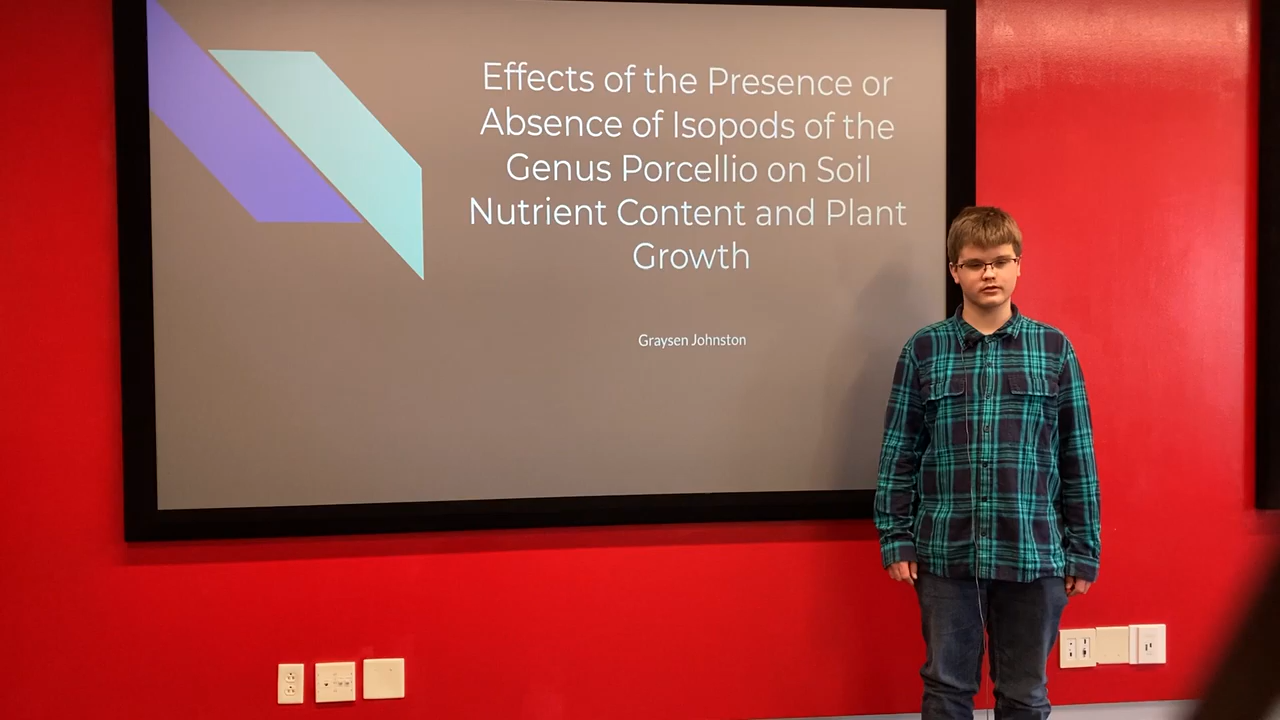 Effects of the Presence or
Absence of Isopods of the
Genus Porcellio on Soil
Nutrient Content and Plant
Growth
Graysen Johnston